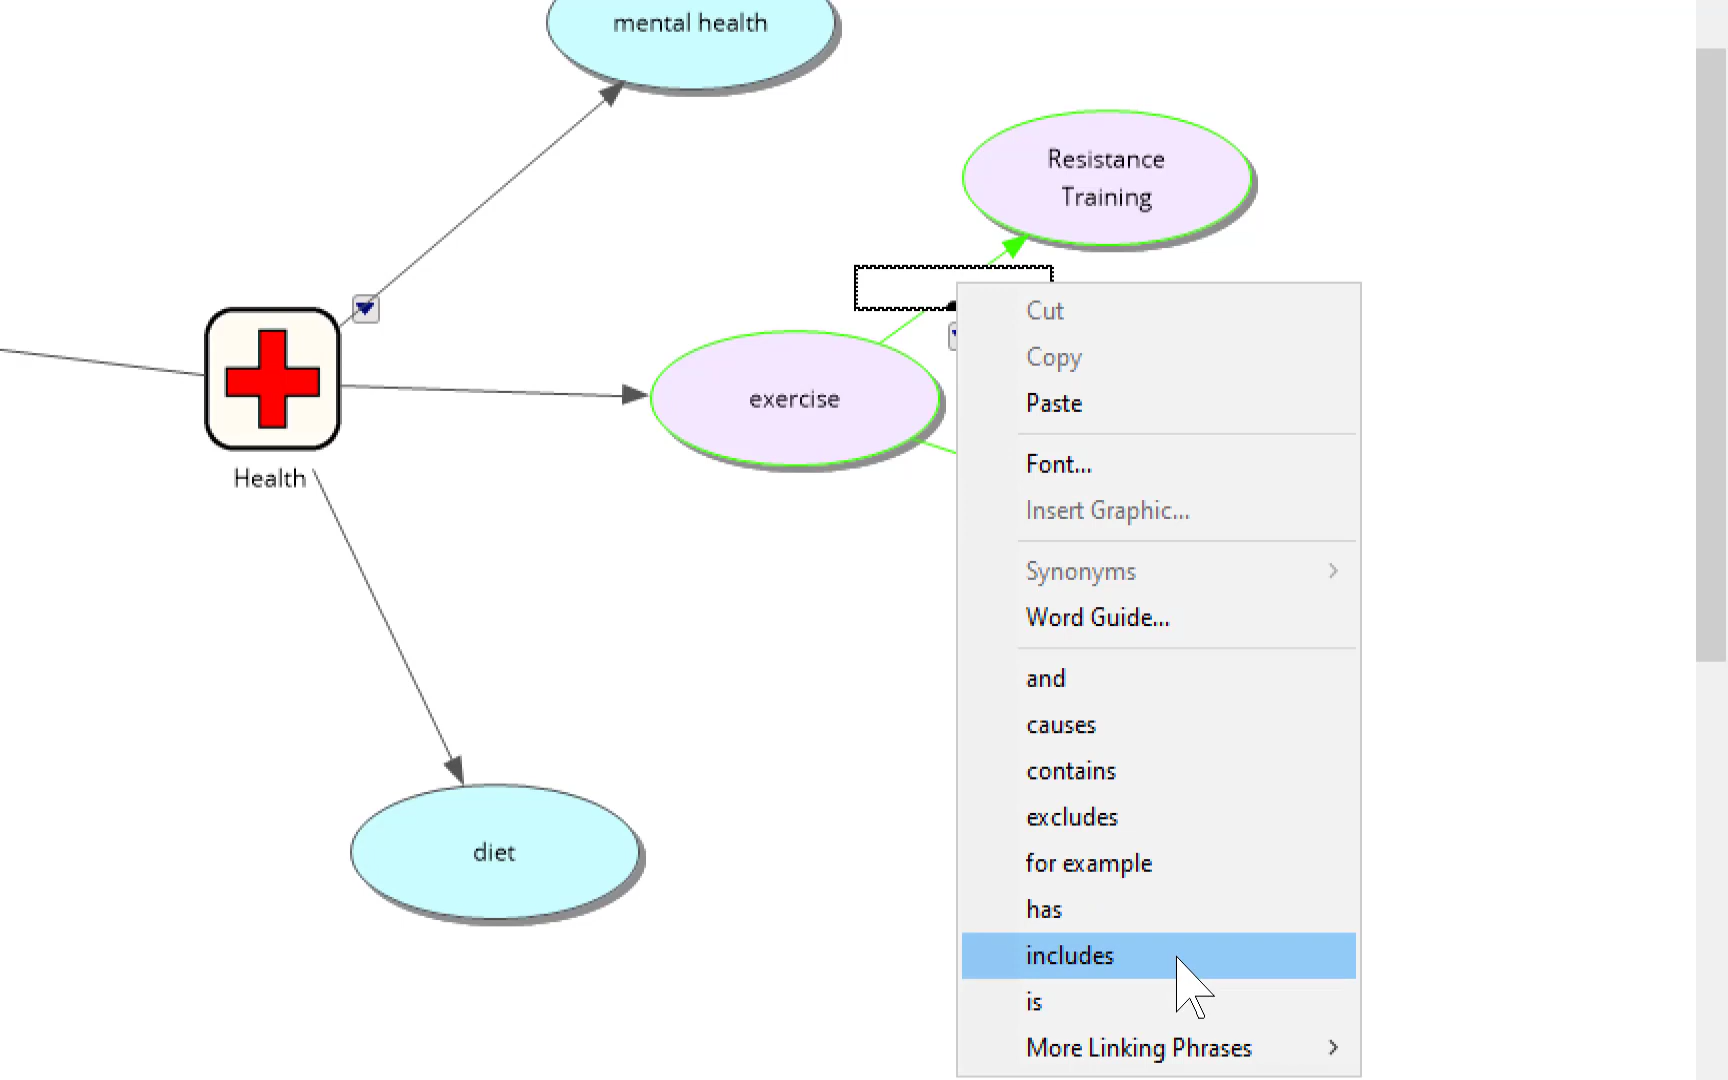 mental health
Resistance
Training
exercise
Health
diet
Cut
Copy
Paste
Font...
Insert Graphic...
Synonyms
Word Guide...
and
causes
contains
excludes
for example
has
includes
is
More Linking Phrases